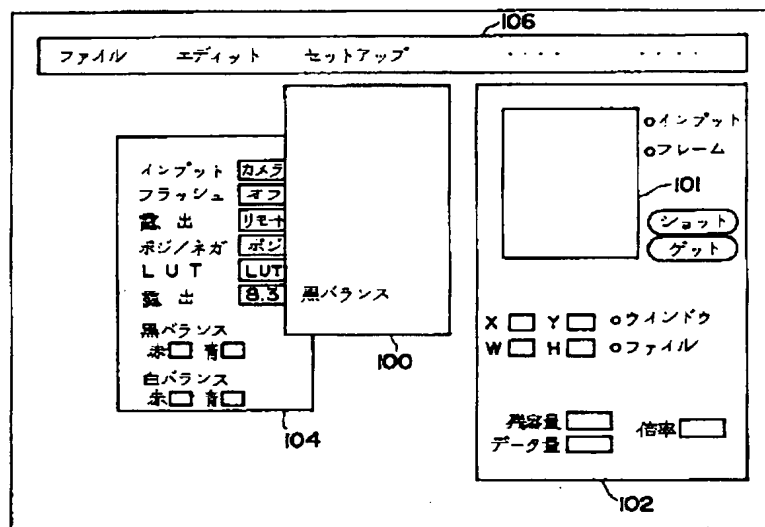 106
ファイル エディット セットアップ ・・・・ ・・・・
インプット カメラ
フラッシュ オフ
露出 リモート
ポジ/ネガ ポジ
LUT LUT
露出 8.3
黒バランス
赤 青
白バランス
赤 青
104
黒バランス
100
インプット
フレーム
101
ショット
ゲット
X Y ウインドウ
W H ファイル
残容量
データ量
倍率
102